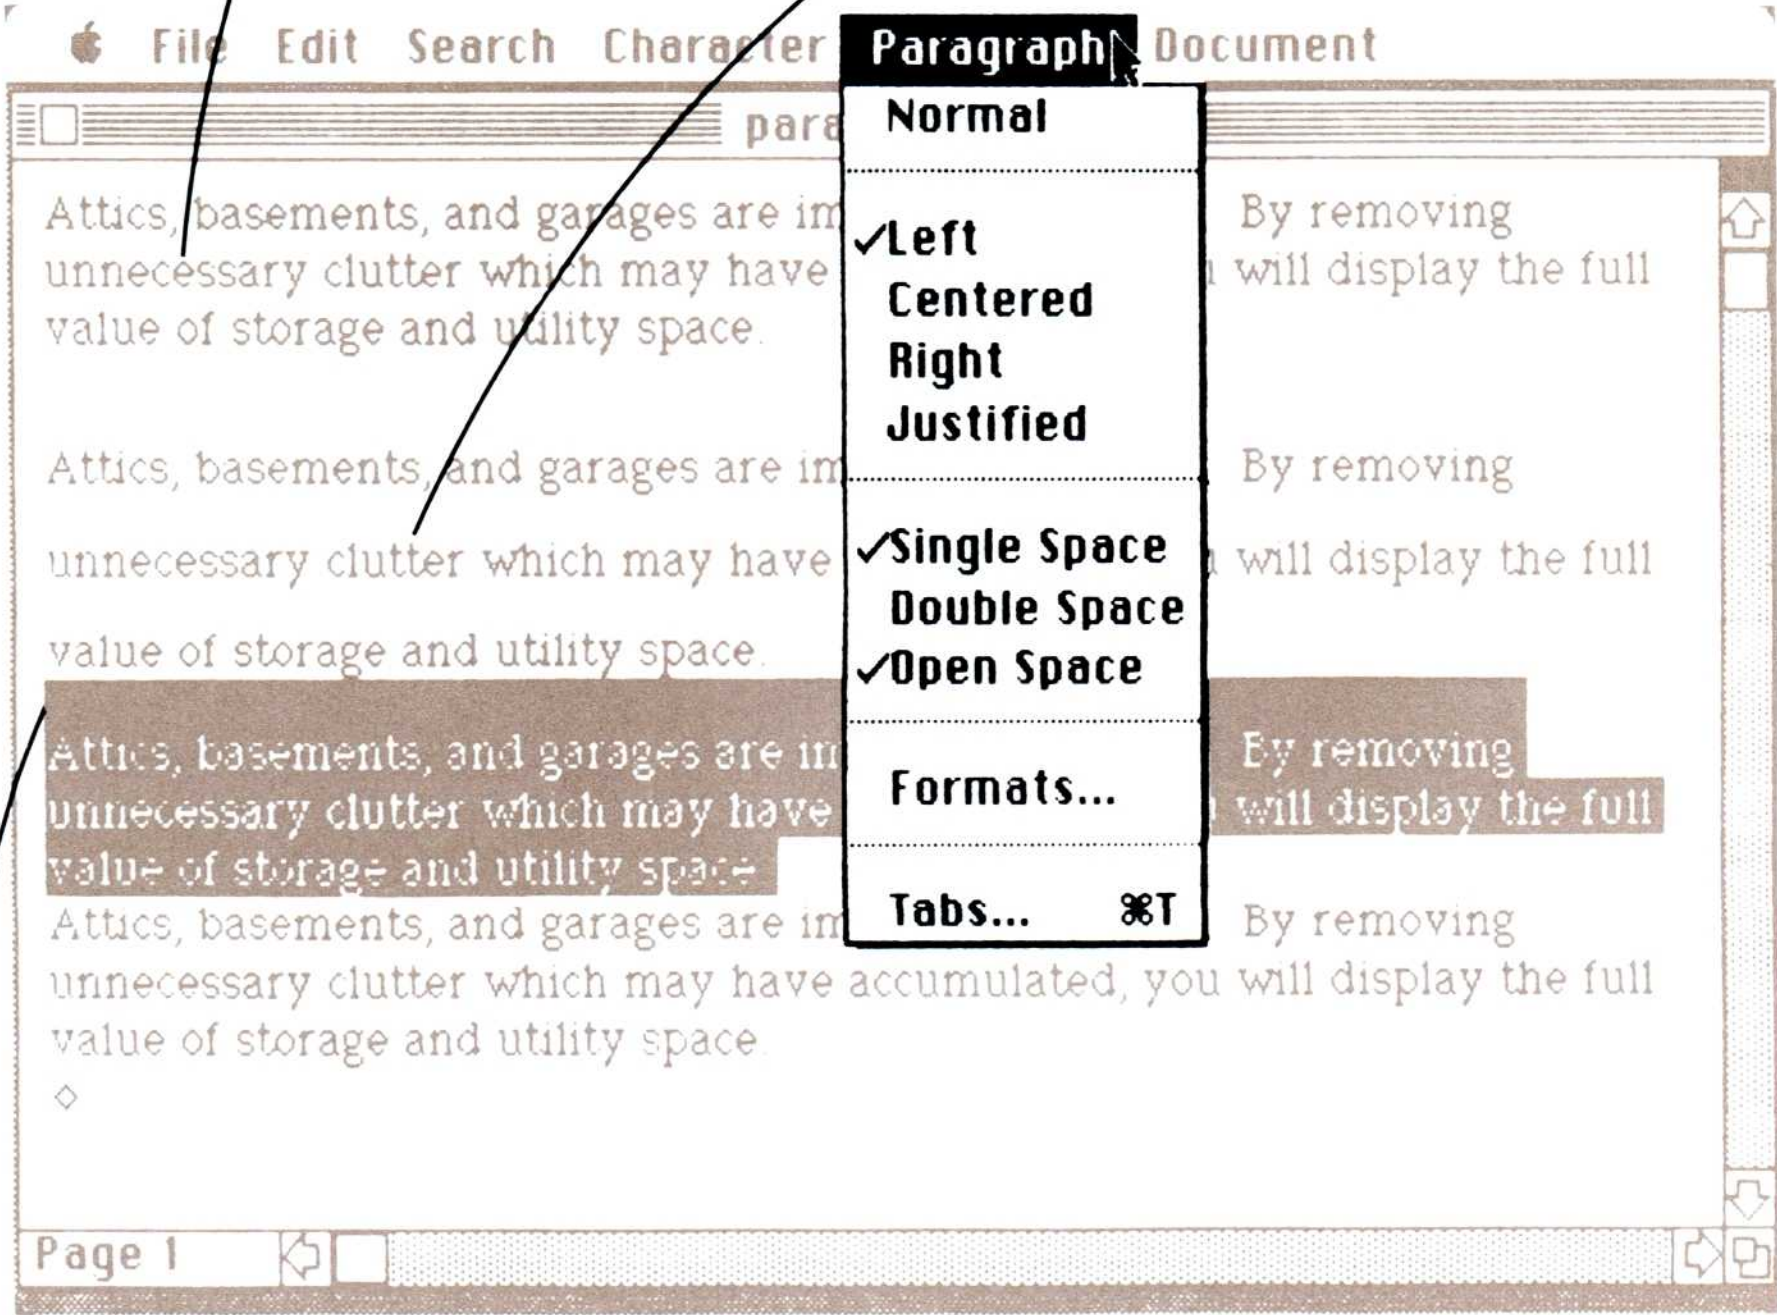 File Edit Search Character Paragraph Document
para
Normal
Left
Centered
Right
Justified
Single Space
Double Space
Open Space
Formats...
Tabs... ⌘T
Attics, basements, and garages are im By removing
unnecessary clutter which may have u will display the full
value of storage and utility space.
Attics, basements, and garages are im By removing
unnecessary clutter which may have u will display the full
value of storage and utility space.
Attics, basements, and garages are im By removing
unnecessary clutter which may have u will display the full
value of storage and utility space
Attics, basements, and garages are im By removing
unnecessary clutter which may have accumulated, you will display the full
value of storage and utility space.
Page 1